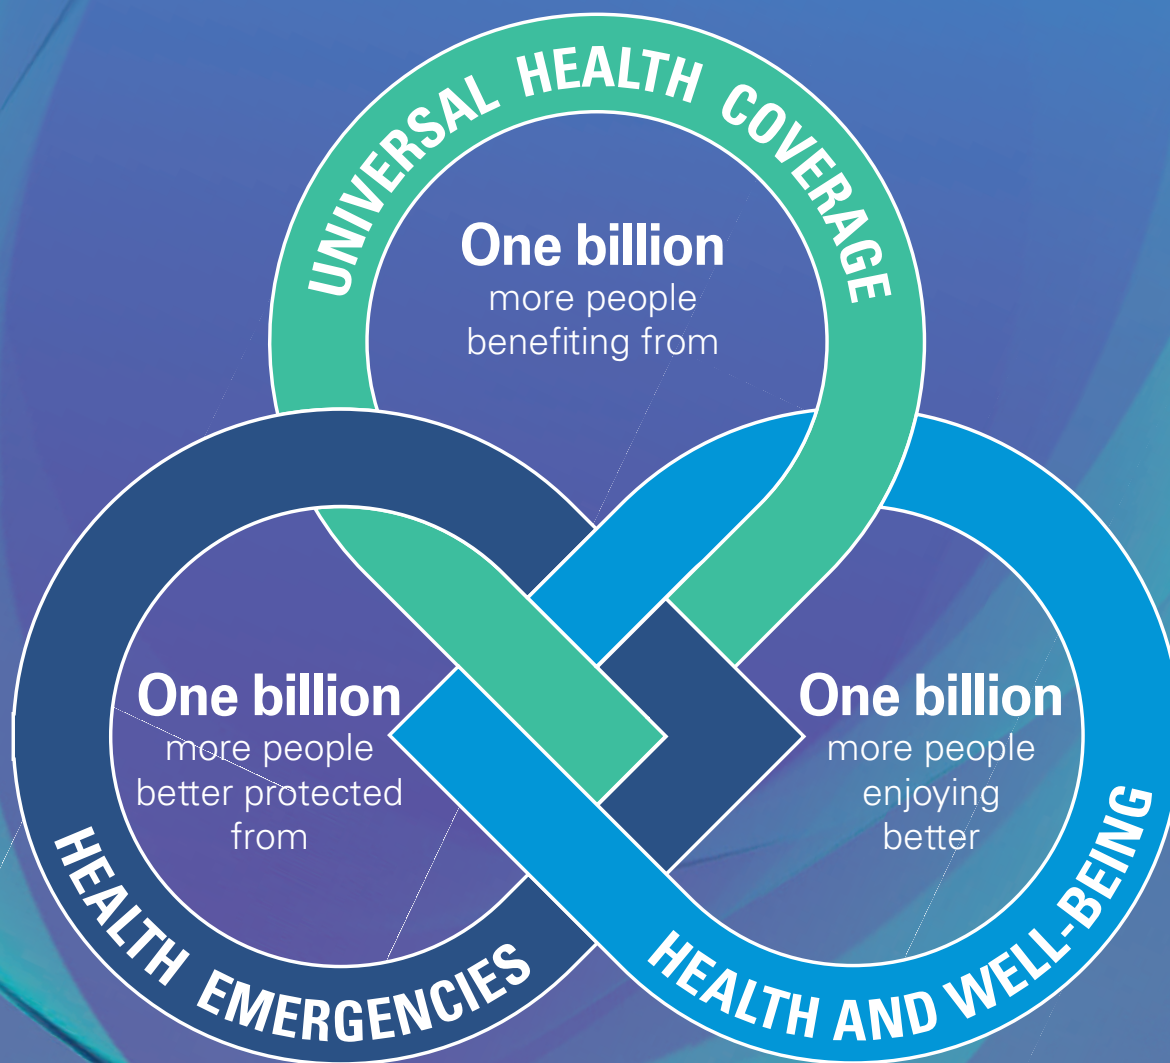 One billion
more people
benefiting from
UNIVERSAL HEALTH COVERAGE
One billion
more people
better protected
from
HEALTH EMERGENCIES
One billion
more people
enjoying
better
HEALTH AND WELL-BEING